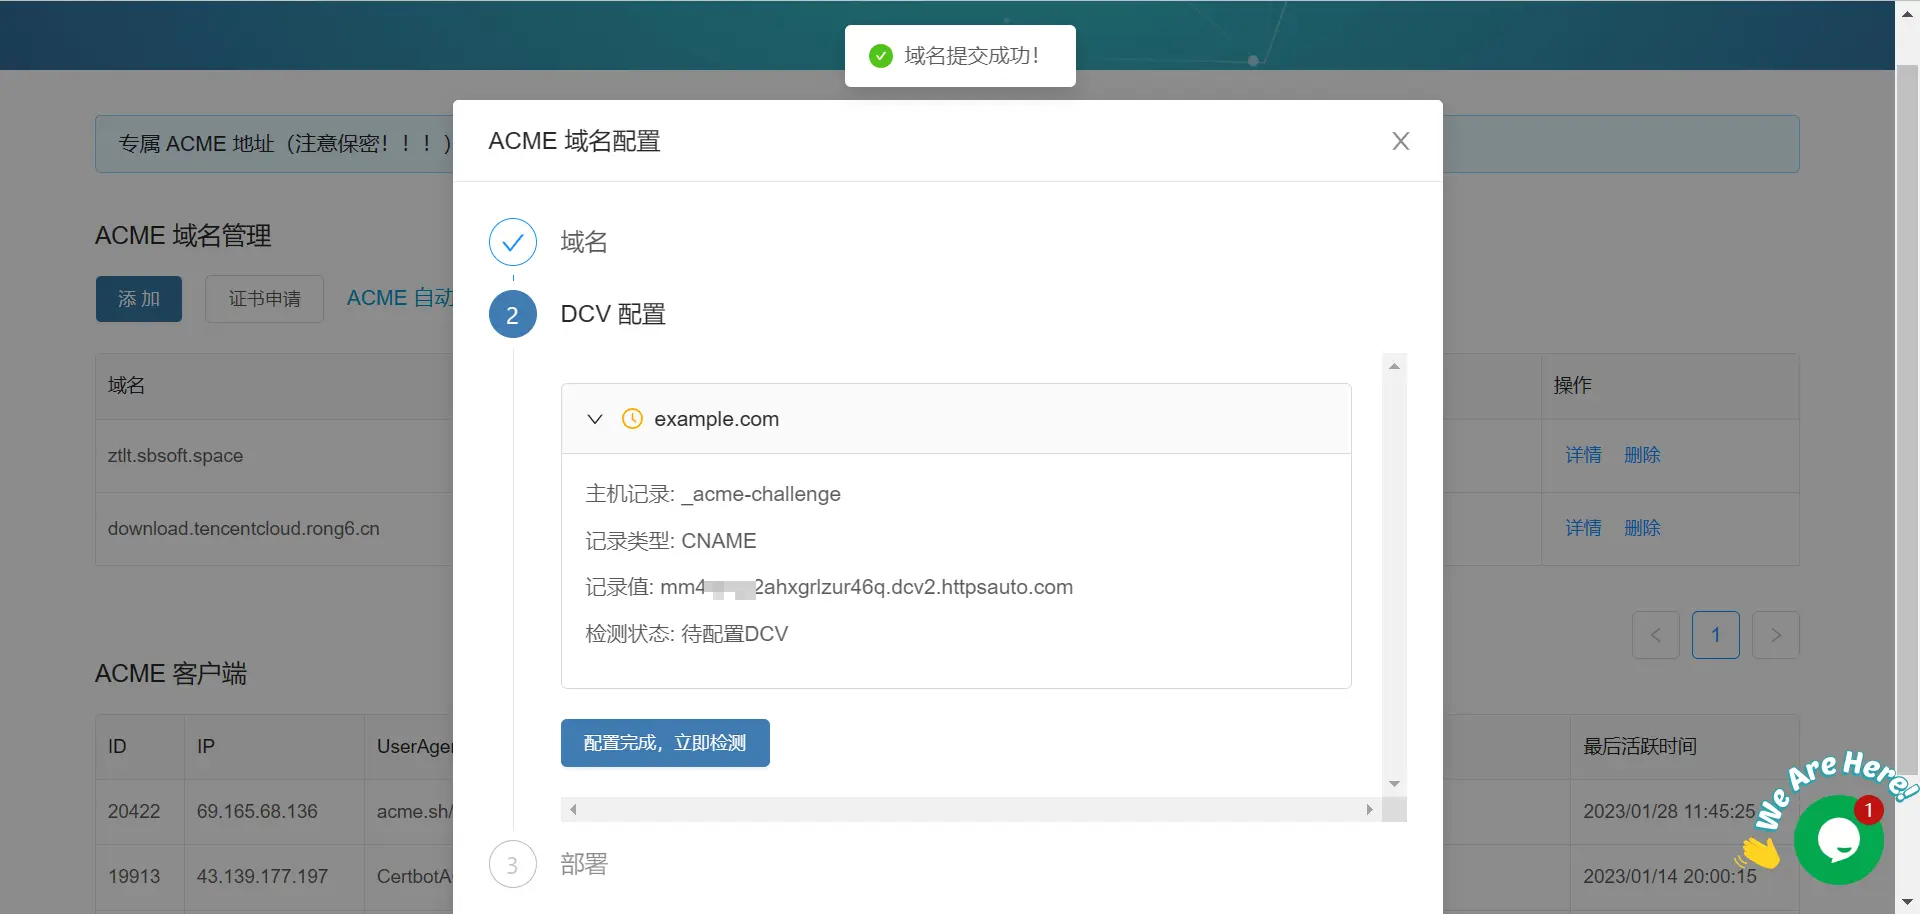 域名提交成功！
专属 ACME 地址（注意保密！！！）
ACME 域名配置
域名
2
DCV 配置
example.com
主机记录: _acme-challenge
记录类型: CNAME
记录值: mm4 2ahxgrlzur46q.dcv2.httpsauto.com
检测状态: 待配置DCV
配置完成，立即检测
3
部署
ACME 域名管理
添 加
证书申请
ACME 自动
域名
操作
ztlt.sbsoft.space
详情 删除
download.tencentcloud.rong6.cn
详情 删除
< 1 >
ACME 客户端
ID IP UserAgen 最后活跃时间
20422 69.165.68.136 acme.sh/ 2023/01/28 11:45:25
19913 43.139.177.197 CertbotA 2023/01/14 20:00:15
We Are Here!
1